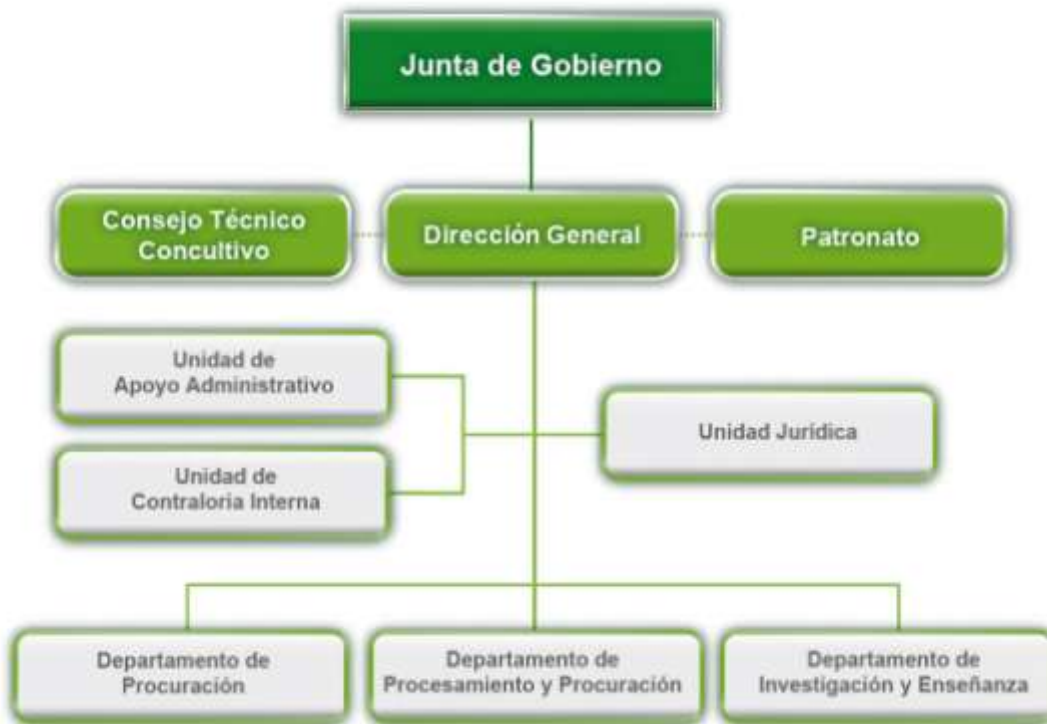 Junta de Gobierno
Consejo Técnico
Concultivo
Dirección General
Patronato
Unidad de
Apoyo Administrativo
Unidad Jurídica
Unidad de
Contraloria Interna
Departamento de
Procuración
Departamento de
Procesamiento y Procuración
Departamento de
Investigación y Enseñanza